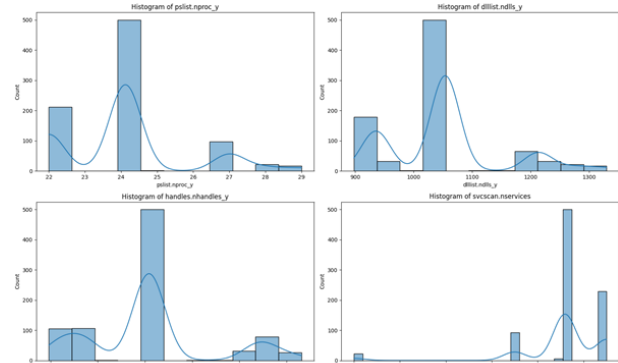 Histogram of pslist.nproc_y
500
400
300
200
100
0
Count
22 23 24 25 26 27 28 29
pslist.nproc_y
Histogram of dlllist.ndlls_y
500
400
300
200
100
0
Count
900 1000 1100 1200 1300
dlllist.ndlls_y
Histogram of handles.nhandles_y
500
400
300
200
100
0
Count
Histogram of svcscan.nservices
500
400
300
200
100
0
Count